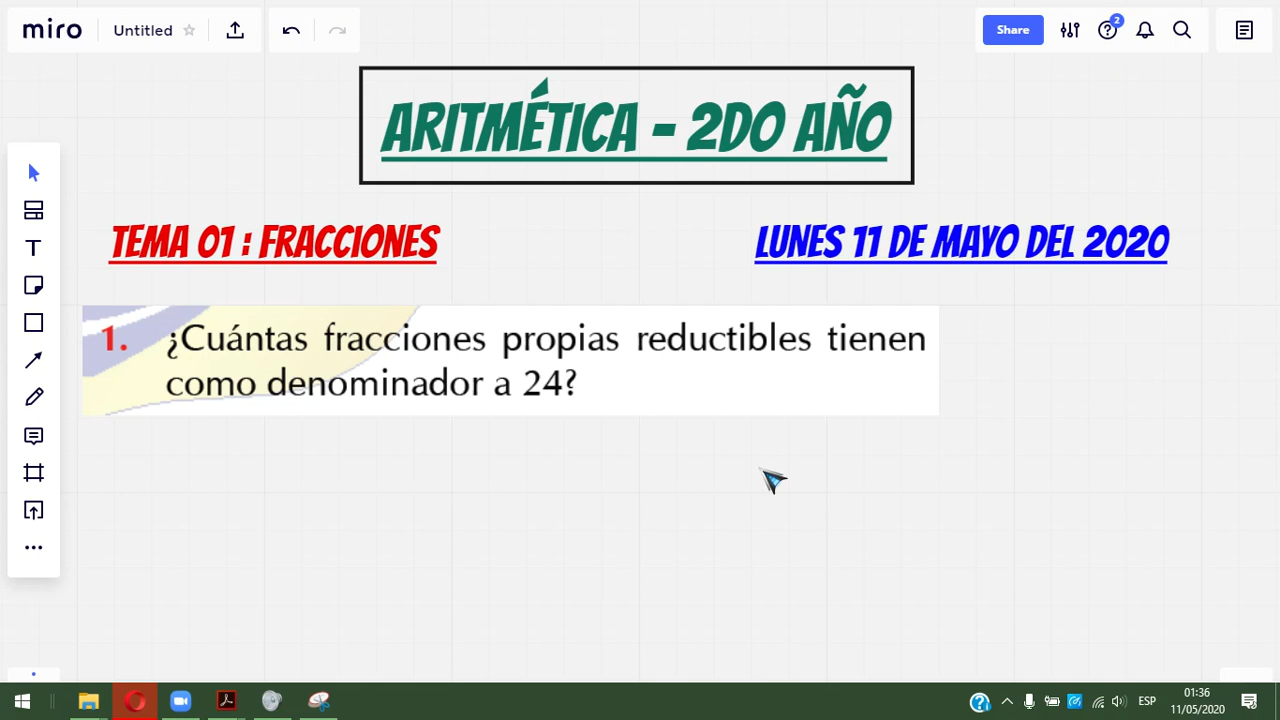 miro
Untitled
Share
2
ARITMÉTICA - 2DO AÑO
TEMA 01 : FRACCIONES
LUNES 11 DE MAYO DEL 2020
1. ¿Cuántas fracciones propias reductibles tienen
como denominador a 24?
T
ESP
01:36
11/05/2020